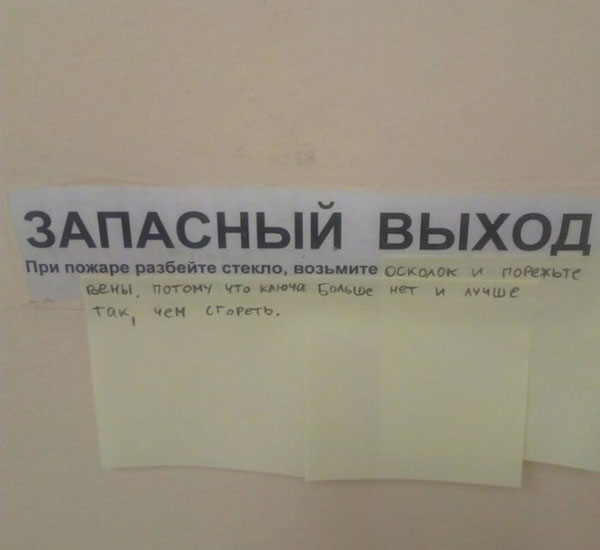 ЗАПАСНЫЙ ВЫХОД
При пожаре разбейте стекло, возьмите осколок и порежьте
вены, потому что ключа больше нет и лучше
так, чем сгореть.